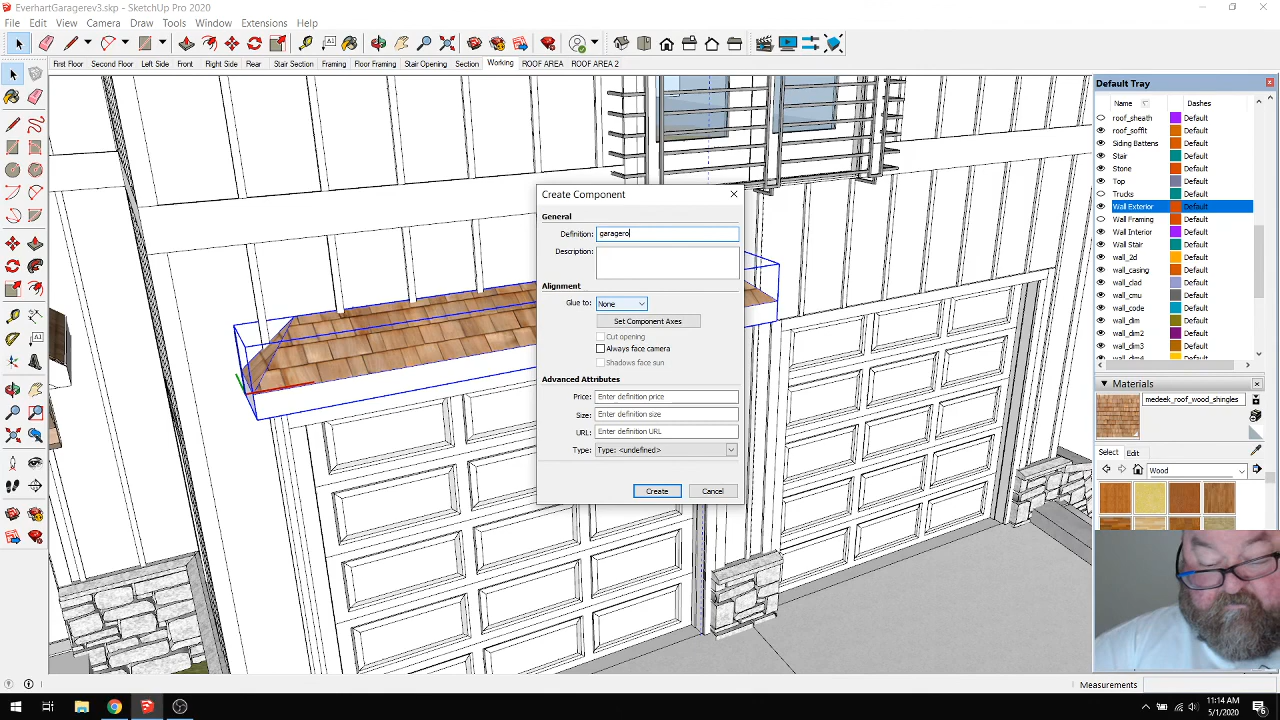 EverhartGaragerev3.skp - SketchUp Pro 2020
File Edit View Camera Draw Tools Window Extensions Help
First Floor Second Floor Left Side Front Right Side Rear Stair Section Framing Floor Framing Stair Opening Section Working ROOF AREA ROOF AREA 2
Default Tray
Name Dashes
roof_sheath Default
roof_soffit Default
Siding Battens Default
Stair Default
Stone Default
Top Default
Trucks Default
Wall Exterior Default
Wall Framing Default
Wall Interior Default
Wall Stair Default
wall_2d Default
wall_casing Default
wall_clad Default
wall_cmu Default
wall_code Default
wall_dim Default
wall_dim2 Default
wall_dim3 Default
wall_dim4 Default
Materials
medeek_roof_wood_shingles
Select Edit
Wood
Create Component
General
Definition: garagero
Description:
Alignment
Glue to: None
Set Component Axes
Cut opening
Always face camera
Shadows face sun
Advanced Attributes
Price: Enter definition price
Size: Enter definition size
URL: Enter definition URL
Type: Type: <undefined>
Create Cancel
Measurements
11:14 AM
5/1/2020
6